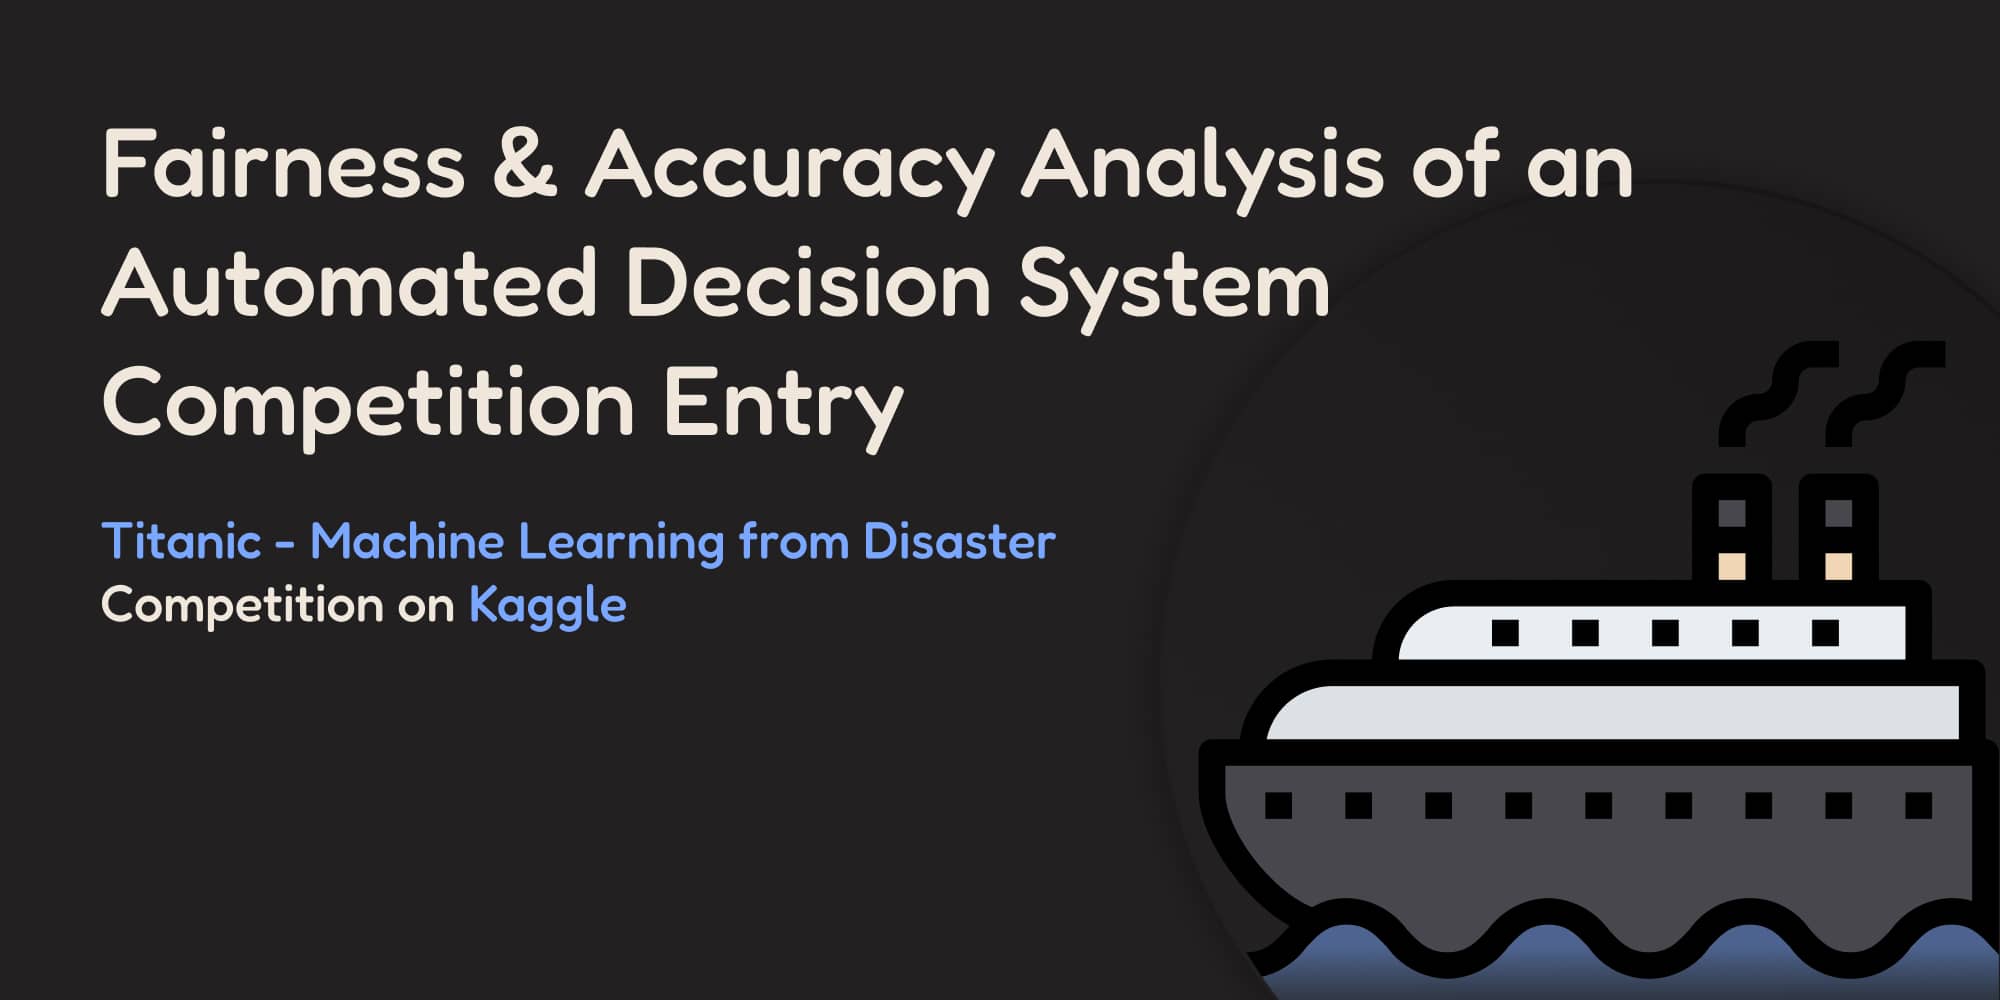 Fairness & Accuracy Analysis of an
Automated Decision System
Competition Entry
Titanic - Machine Learning from Disaster
Competition on Kaggle